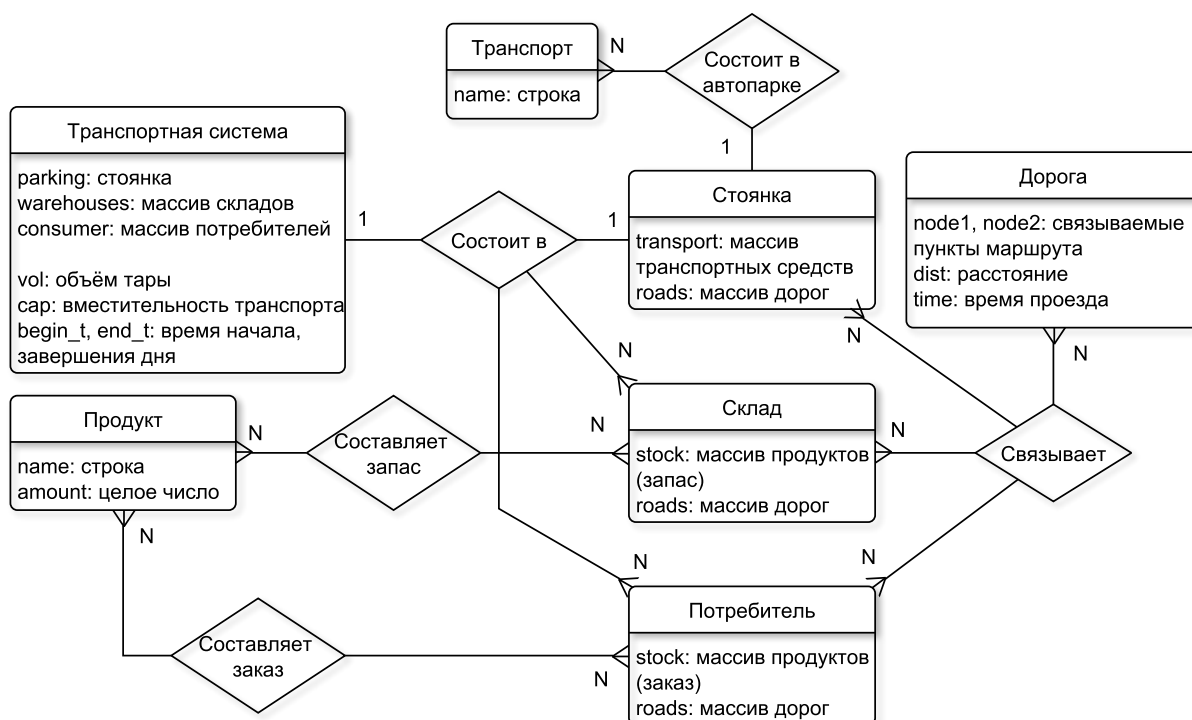 Транспорт
name: строка
N
Состоит в
автопарке
1
Транспортная система
parking: стоянка
warehouses: массив складов
consumer: массив потребителей
vol: объём тары
cap: вместительность транспорта
begin_t, end_t: время начала,
завершения дня
1
Состоит в
1
Стоянка
transport: массив
транспортных средств
roads: массив дорог
N
Дорога
node1, node2: связываемые
пункты маршрута
dist: расстояние
time: время проезда
N
Продукт
name: строка
amount: целое число
N
N
Составляет
запас
N
N
Склад
stock: массив продуктов
(запас)
roads: массив дорог
N
Связывает
N
N
Составляет
заказ
N
Потребитель
stock: массив продуктов
(заказ)
roads: массив дорог